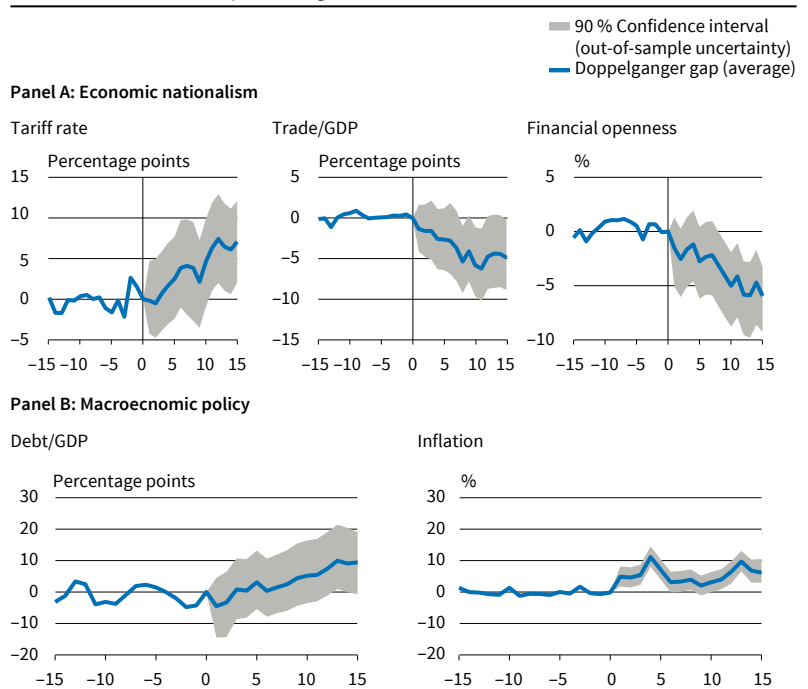 90 % Confidence interval
(out-of-sample uncertainty)
Doppelganger gap (average)
Panel A: Economic nationalism
Tariff rate
Trade/GDP
Financial openness
Percentage points
15
10
5
0
−5
−15 −10 −5 0 5 10 15
Percentage points
5
0
−5
−10
−15
−15 −10 −5 0 5 10 15
%
5
0
−5
−10
−15 −10 −5 0 5 10 15
Panel B: Macroecnomic policy
Debt/GDP
Inflation
Percentage points
30
20
10
0
−10
−20
−15 −10 −5 0 5 10 15
%
30
20
10
0
−10
−20
−15 −10 −5 0 5 10 15